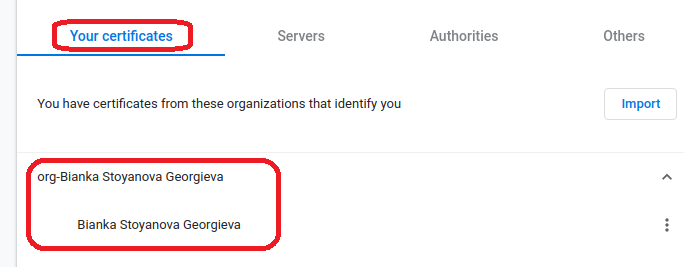 Your certificates Servers Authorities Others
You have certificates from these organizations that identify you Import
org-Bianka Stoyanova Georgieva
Bianka Stoyanova Georgieva